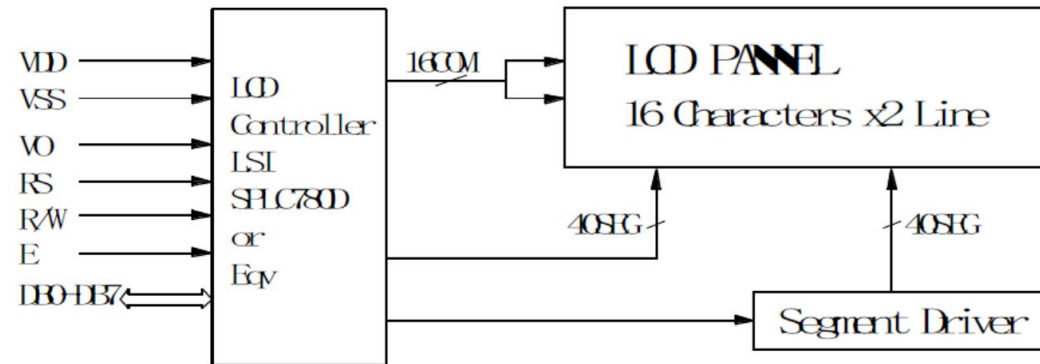 VDD
VSS
VO
RS
R/W
E
DB0-DB7
LCD
Controller
LSI
SPLC780D
or
Eqv
16COM
LCD PANNEL
16 Characters x2 Line
40SEG
40SEG
Segment Driver